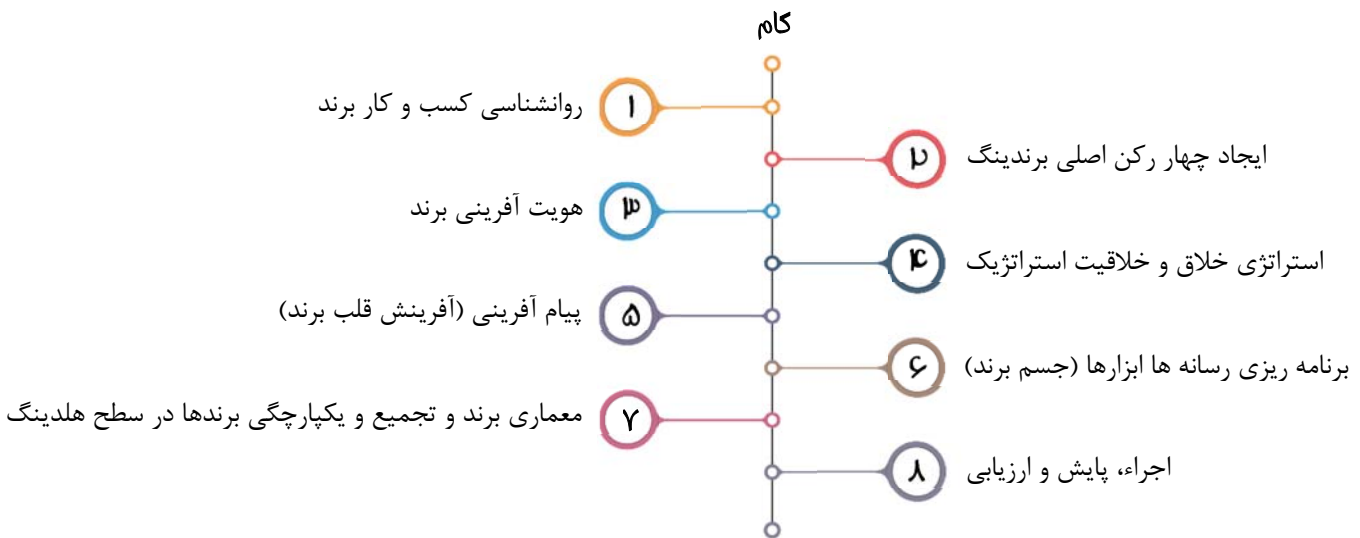 کام
۱ روانشناسی کسب و کار برند
۲ ایجاد چهار رکن اصلی برندینگ
۳ هویت آفرینی برند
۴ استراتژی خلاق و خلاقیت استراتژیک
۵ پیام آفرینی (آفرینش قلب برند)
۶ برنامه ریزی رسانه ها ابزارها (جسم برند)
۷ معماری برند و تجمیع و یکپارچگی برندها در سطح هلدینگ
۸ اجراء، پایش و ارزیابی